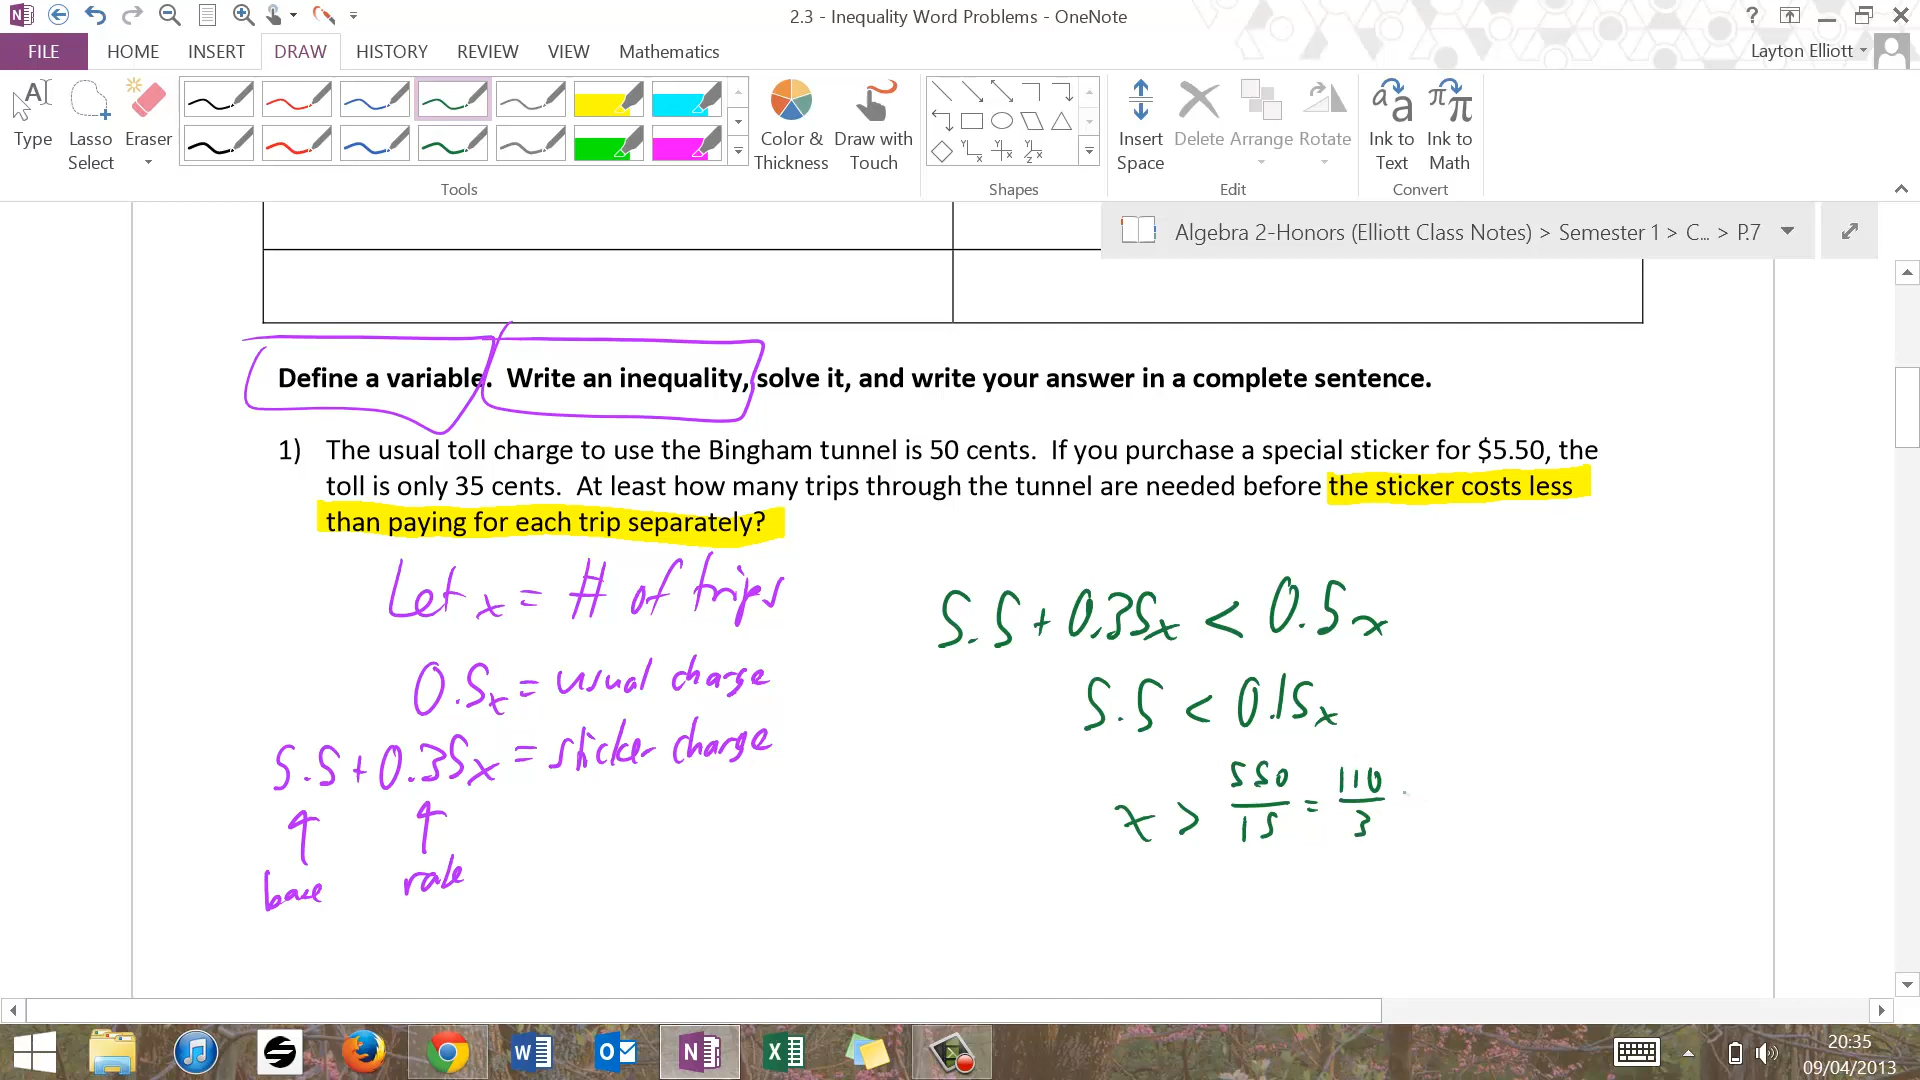 2.3 - Inequality Word Problems - OneNote
?
FILE HOME INSERT DRAW HISTORY REVIEW VIEW Mathematics
Layton Elliott
Type
Lasso Select
Eraser
Color & Thickness
Draw with Touch
Insert Space
Delete
Arrange
Rotate
Ink to Text
Ink to Math
Tools
Shapes
Edit
Convert
Algebra 2-Honors (Elliott Class Notes) > Semester 1 > C... > P.7
Define a variable. Write an inequality, solve it, and write your answer in a complete sentence.
1) The usual toll charge to use the Bingham tunnel is 50 cents. If you purchase a special sticker for $5.50, the
toll is only 35 cents. At least how many trips through the tunnel are needed before the sticker costs less
than paying for each trip separately?
Let x = # of trips
0.5x = usual charge
5.5 + 0.35x = sticker charge
base rate
5.5 + 0.35x < 0.5x
5.5 < 0.15x
x > 550/15 = 110/3
20:35
09/04/2013